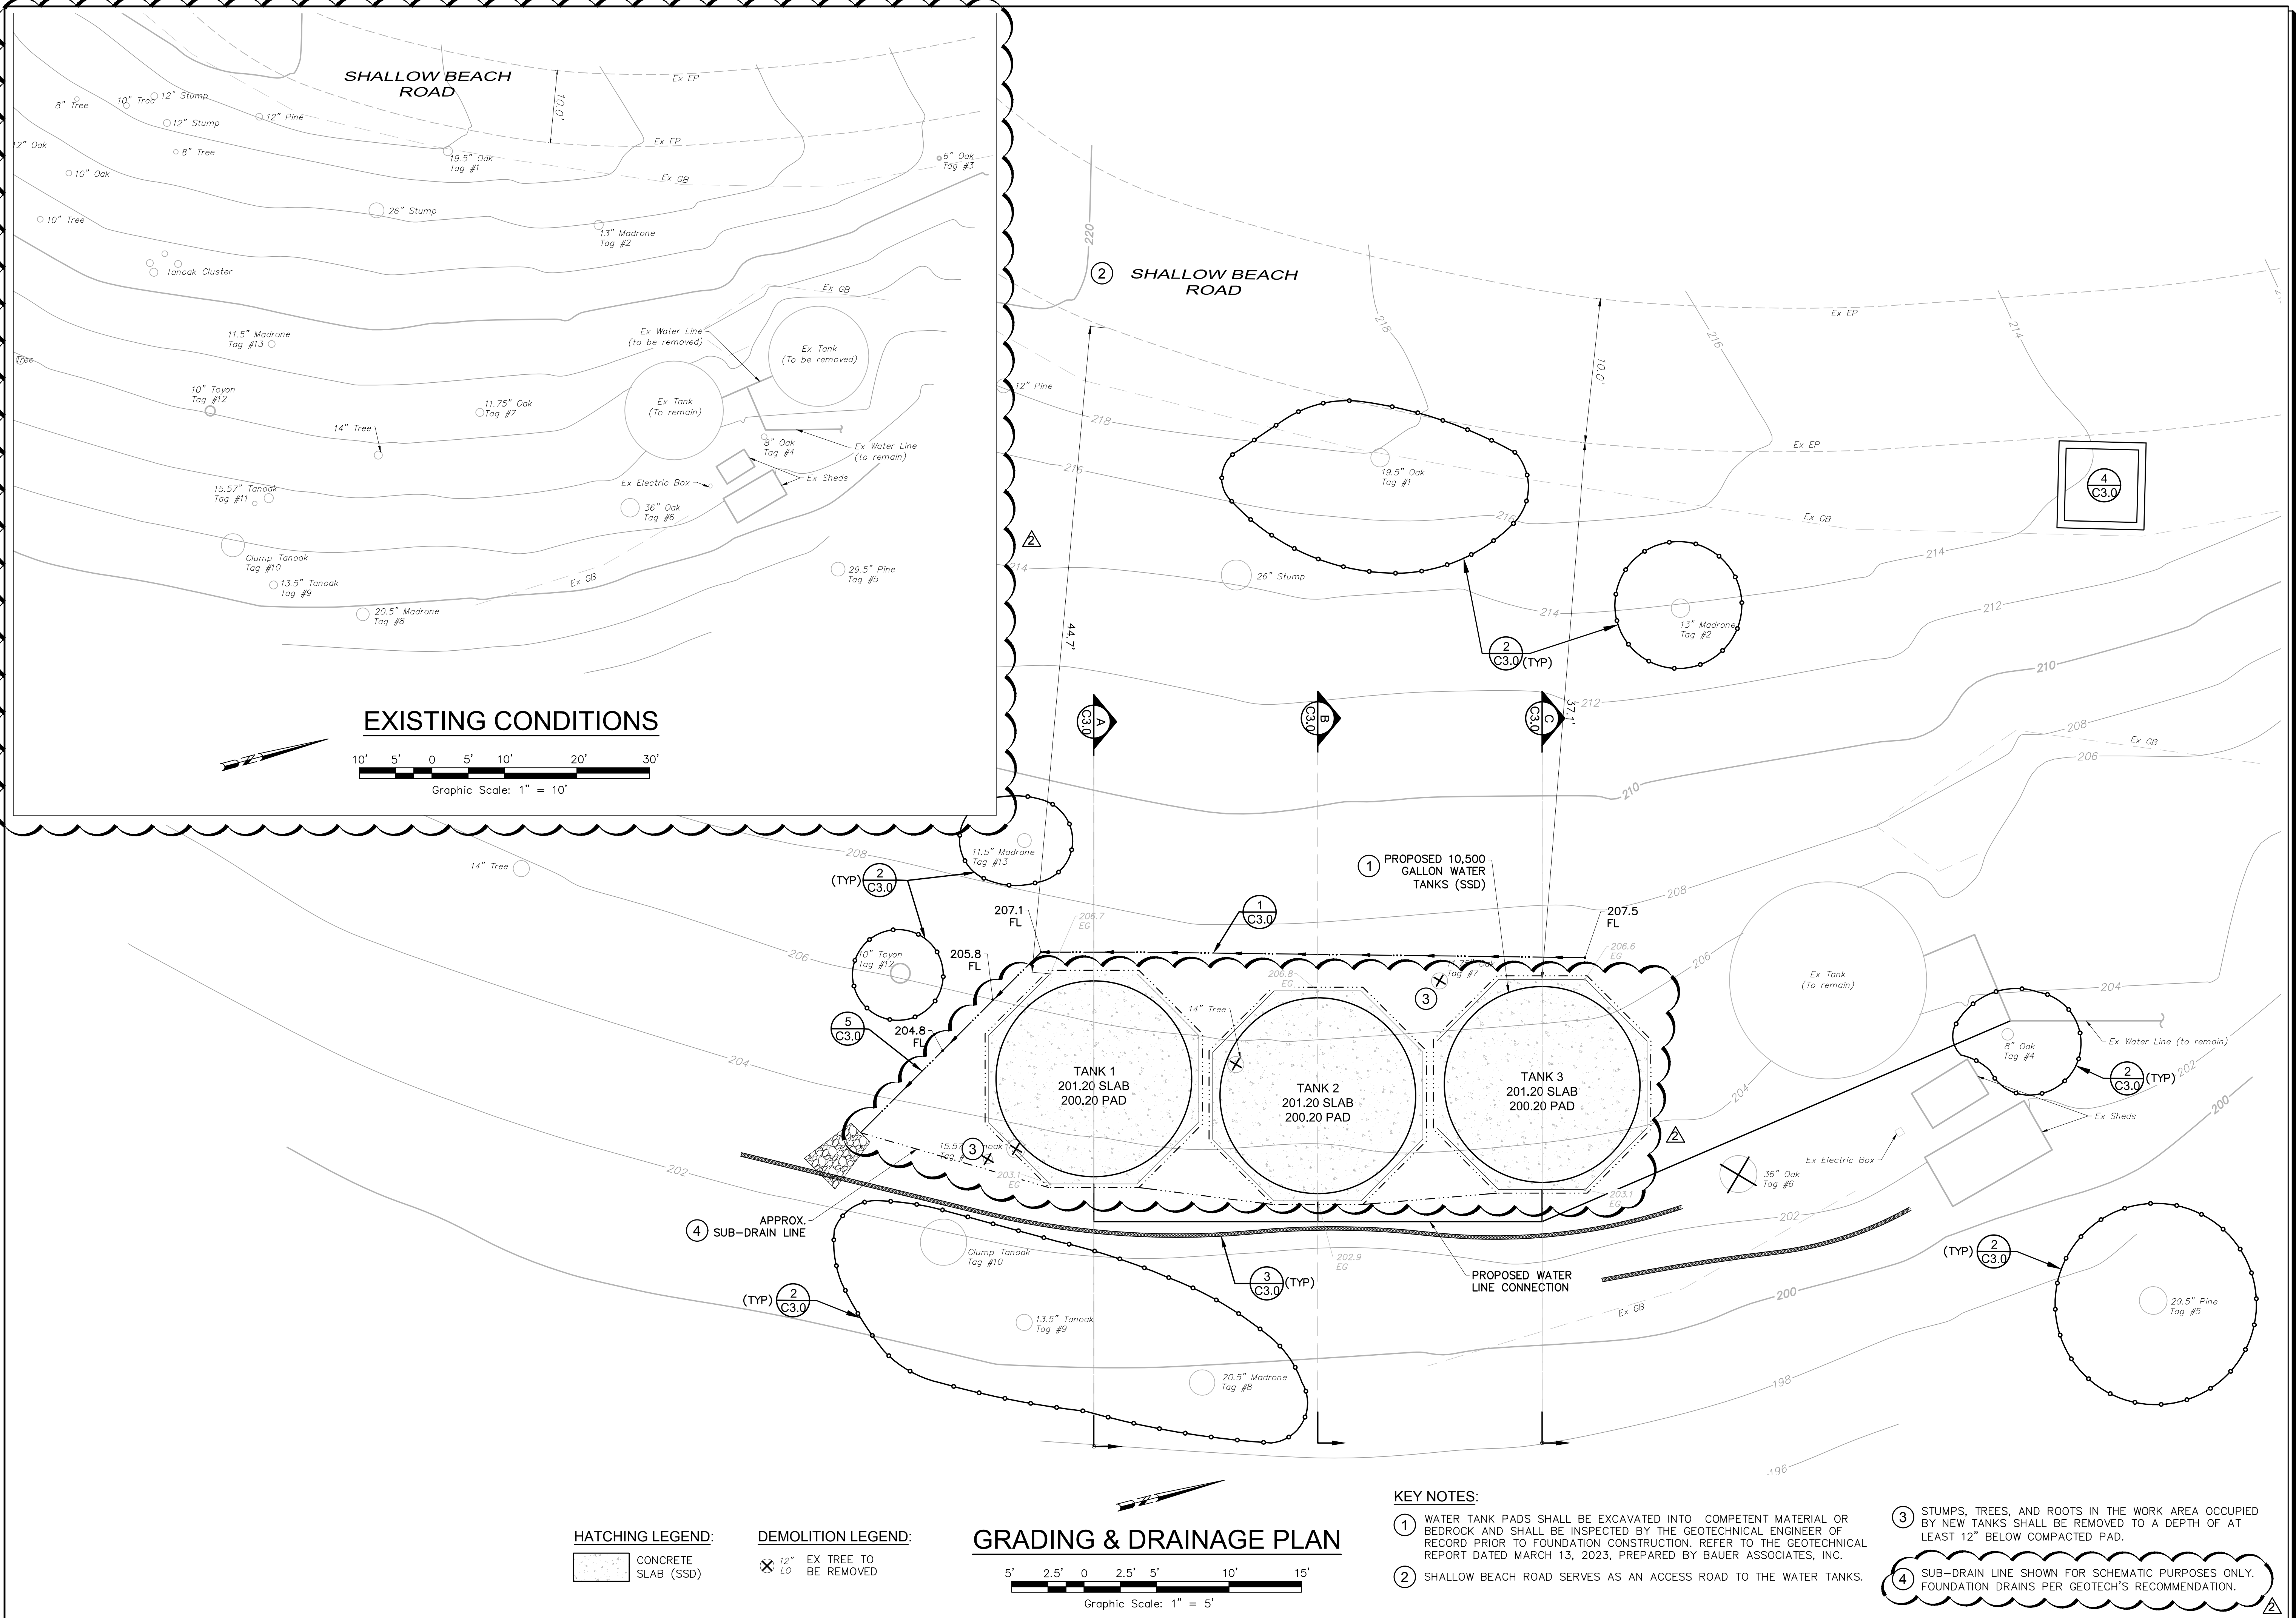 SHALLOW BEACH
ROAD
Ex EP
10.0'
8" Tree
10" Tree
12" Stump
12" Stump
12" Pine
12" Oak
8" Tree
Ex EP
19.5" Oak
Tag #1
6" Oak
Tag #3
10" Oak
Ex GB
10" Tree
26" Stump
13" Madrone
Tag #2
Tanoak Cluster
Ex GB
11.5" Madrone
Tag #13
Ex Water Line
(to be removed)
Ex Tank
(To be removed)
Tree
10" Toyon
Tag #12
11.75" Oak
Tag #7
Ex Tank
(To remain)
14" Tree
8" Oak
Tag #4
Ex Water Line
(to remain)
15.57" Tanoak
Tag #11
Ex Electric Box
Ex Sheds
36" Oak
Tag #6
Clump Tanoak
Tag #10
13.5" Tanoak
Tag #9
Ex GB
29.5" Pine
Tag #5
20.5" Madrone
Tag #8
EXISTING CONDITIONS
10' 5' 0 5' 10' 20' 30'
Graphic Scale: 1" = 10'
220
2
SHALLOW BEACH
ROAD
218
216
214
Ex EP
10.0'
12" Pine
218
Ex EP
216
19.5" Oak
Tag #1
4
C3.0
216
Ex GB
2
214
214
26" Stump
214
212
13" Madrone
Tag #2
44.7'
2
C3.0
(TYP)
210
A
C3.0
B
C3.0
C
C3.0
37.1'
212
208
Ex GB
206
210
11.5" Madrone
Tag #13
14" Tree
208
(TYP)
2
C3.0
1
PROPOSED 10,500
GALLON WATER
TANKS (SSD)
208
207.1
FL
206.7
EG
1
C3.0
207.5
FL
206.6
EG
206
10" Toyon
Tag #12
205.8
FL
206.8
EG
11.75" Oak
Tag #7
206
Ex Tank
(To remain)
3
204
14" Tree
5
C3.0
204.8
FL
8" Oak
Tag #4
Ex Water Line (to remain)
204
TANK 1
201.20 SLAB
200.20 PAD
TANK 2
201.20 SLAB
200.20 PAD
TANK 3
201.20 SLAB
200.20 PAD
2
C3.0
(TYP)
202
204
200
Ex Sheds
2
15.57" Tanoak
Tag #
3
203.1
EG
Ex Electric Box
36" Oak
Tag #6
202
203.1
EG
4
APPROX.
SUB-DRAIN LINE
202
Clump Tanoak
Tag #10
202.9
EG
(TYP)
2
C3.0
3
C3.0
(TYP)
PROPOSED WATER
LINE CONNECTION
(TYP)
2
C3.0
200
Ex GB
29.5" Pine
Tag #5
13.5" Tanoak
Tag #9
20.5" Madrone
Tag #8
198
196
HATCHING LEGEND:
CONCRETE
SLAB (SSD)
DEMOLITION LEGEND:
12"
LO
EX TREE TO
BE REMOVED
GRADING & DRAINAGE PLAN
5' 2.5' 0 2.5' 5' 10' 15'
Graphic Scale: 1" = 5'
KEY NOTES:
1 WATER TANK PADS SHALL BE EXCAVATED INTO COMPETENT MATERIAL OR
BEDROCK AND SHALL BE INSPECTED BY THE GEOTECHNICAL ENGINEER OF
RECORD PRIOR TO FOUNDATION CONSTRUCTION. REFER TO THE GEOTECHNICAL
REPORT DATED MARCH 13, 2023, PREPARED BY BAUER ASSOCIATES, INC.
2 SHALLOW BEACH ROAD SERVES AS AN ACCESS ROAD TO THE WATER TANKS.
3 STUMPS, TREES, AND ROOTS IN THE WORK AREA OCCUPIED
BY NEW TANKS SHALL BE REMOVED TO A DEPTH OF AT
LEAST 12" BELOW COMPACTED PAD.
4 SUB-DRAIN LINE SHOWN FOR SCHEMATIC PURPOSES ONLY.
FOUNDATION DRAINS PER GEOTECH'S RECOMMENDATION.
2